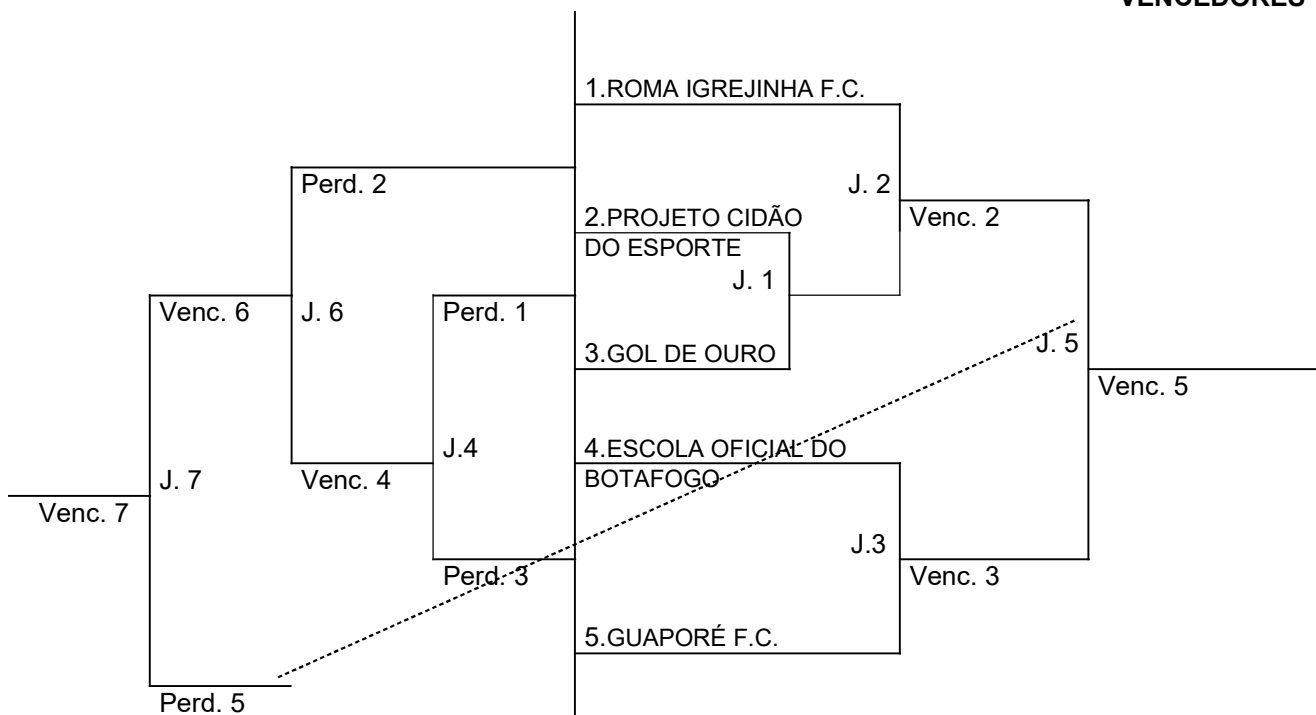 VENCEDORES
1.ROMA IGREJINHA F.C.
Perd. 2
J. 2
2.PROJETO CIDÃO
DO ESPORTE
Venc. 2
J. 1
Venc. 6
J. 6
Perd. 1
3.GOL DE OURO
J. 5
Venc. 5
4.ESCOLA OFICIAL DO
BOTAFOGO
J.4
Venc. 4
J. 7
Venc. 7
J.3
Perd. 3
Venc. 3
5.GUAPORÉ F.C.
Perd. 5